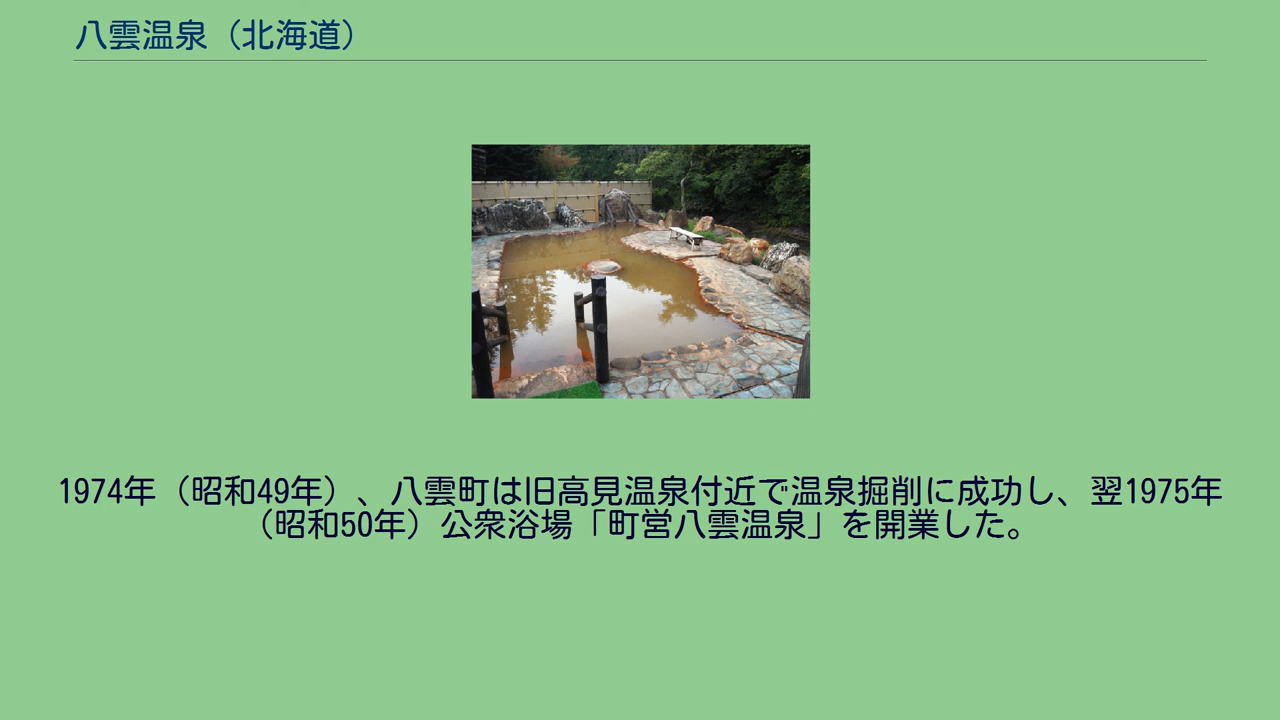 八雲温泉（北海道）
1974年（昭和49年）、八雲町は旧高見温泉付近で温泉掘削に成功し、翌1975年
（昭和50年）公衆浴場「町営八雲温泉」を開業した。